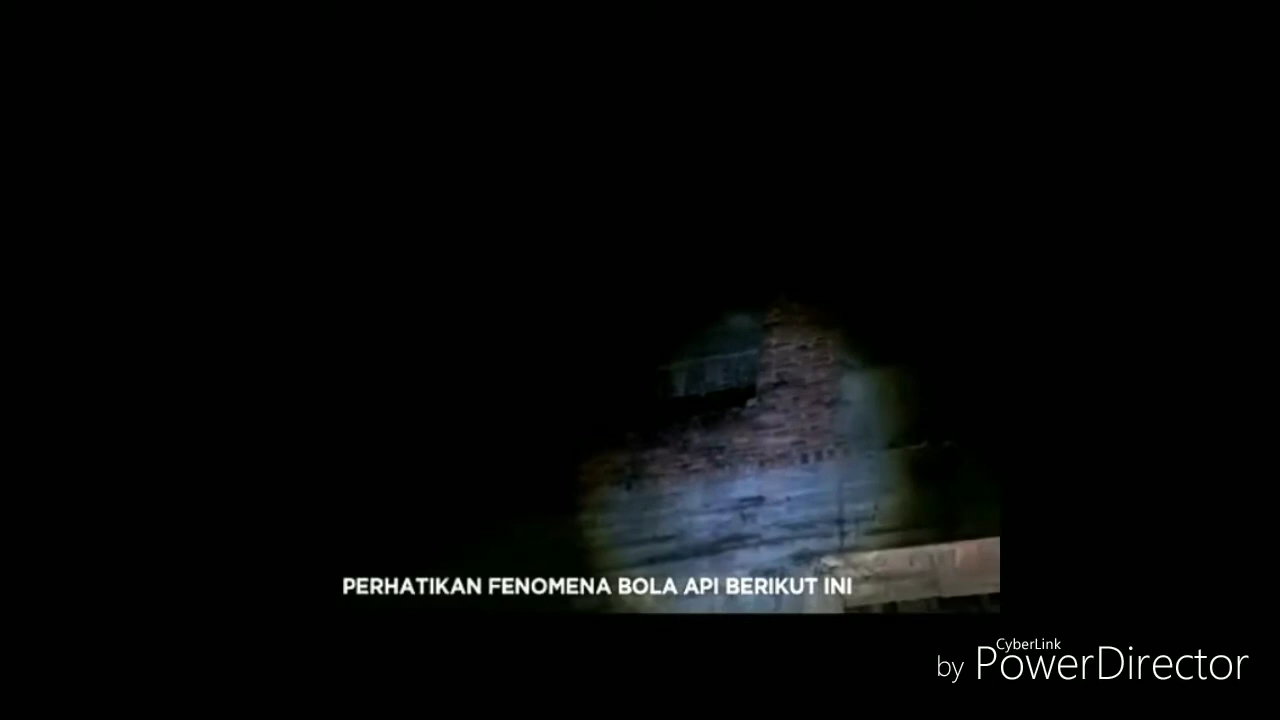 PERHATIKAN FENOMENA BOLA API BERIKUT INI
CyberLink
by PowerDirector